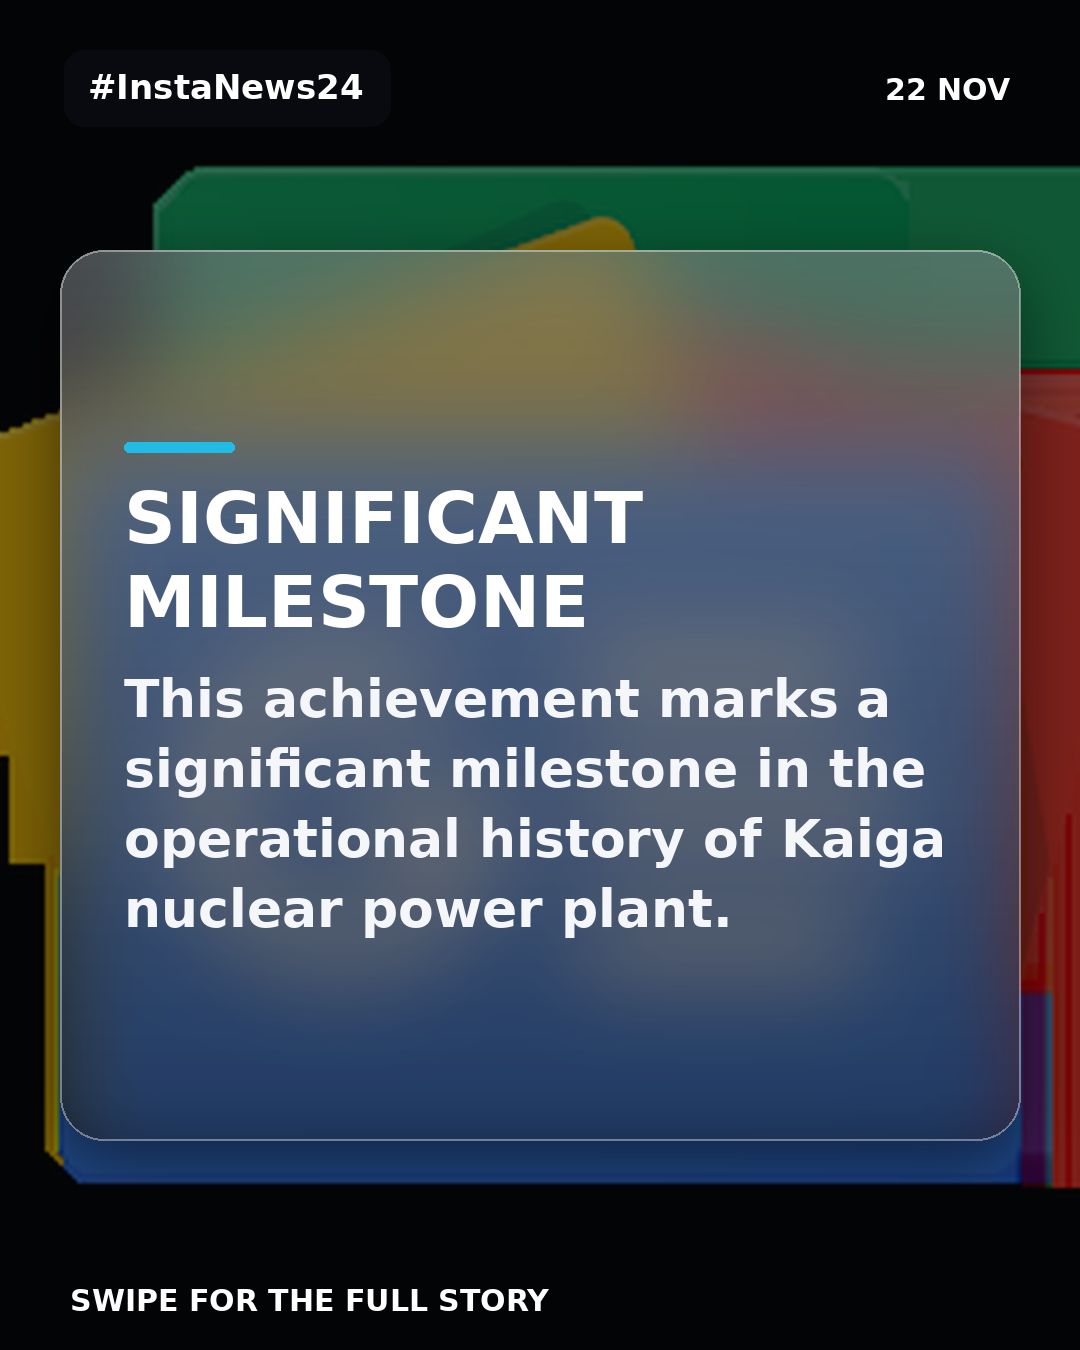 #InstaNews24
22 NOV
SIGNIFICANT
MILESTONE
This achievement marks a
significant milestone in the
operational history of Kaiga
nuclear power plant.
SWIPE FOR THE FULL STORY